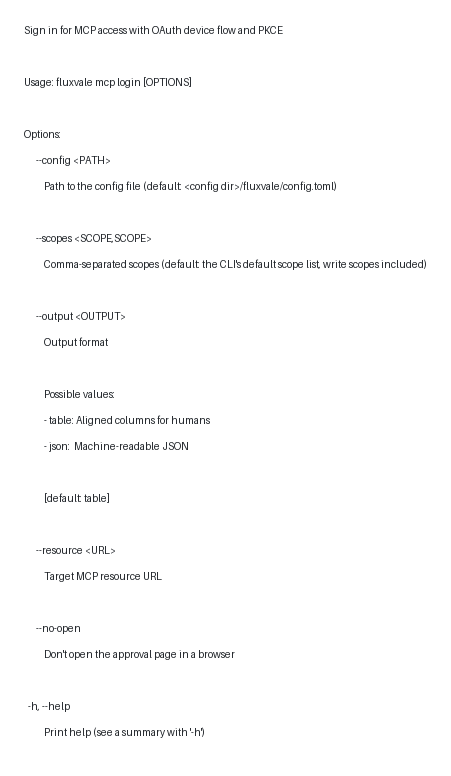 Sign in for MCP access with OAuth device flow and PKCE
Usage: fluxvale mcp login [OPTIONS]
Options:
--config <PATH>
Path to the config file (default: <config dir>/fluxvale/config.toml)
--scopes <SCOPE,SCOPE>
Comma-separated scopes (default: the CLI's default scope list, write scopes included)
--output <OUTPUT>
Output format
Possible values:
- table: Aligned columns for humans
- json:  Machine-readable JSON
[default: table]
--resource <URL>
Target MCP resource URL
--no-open
Don't open the approval page in a browser
-h, --help
Print help (see a summary with '-h')